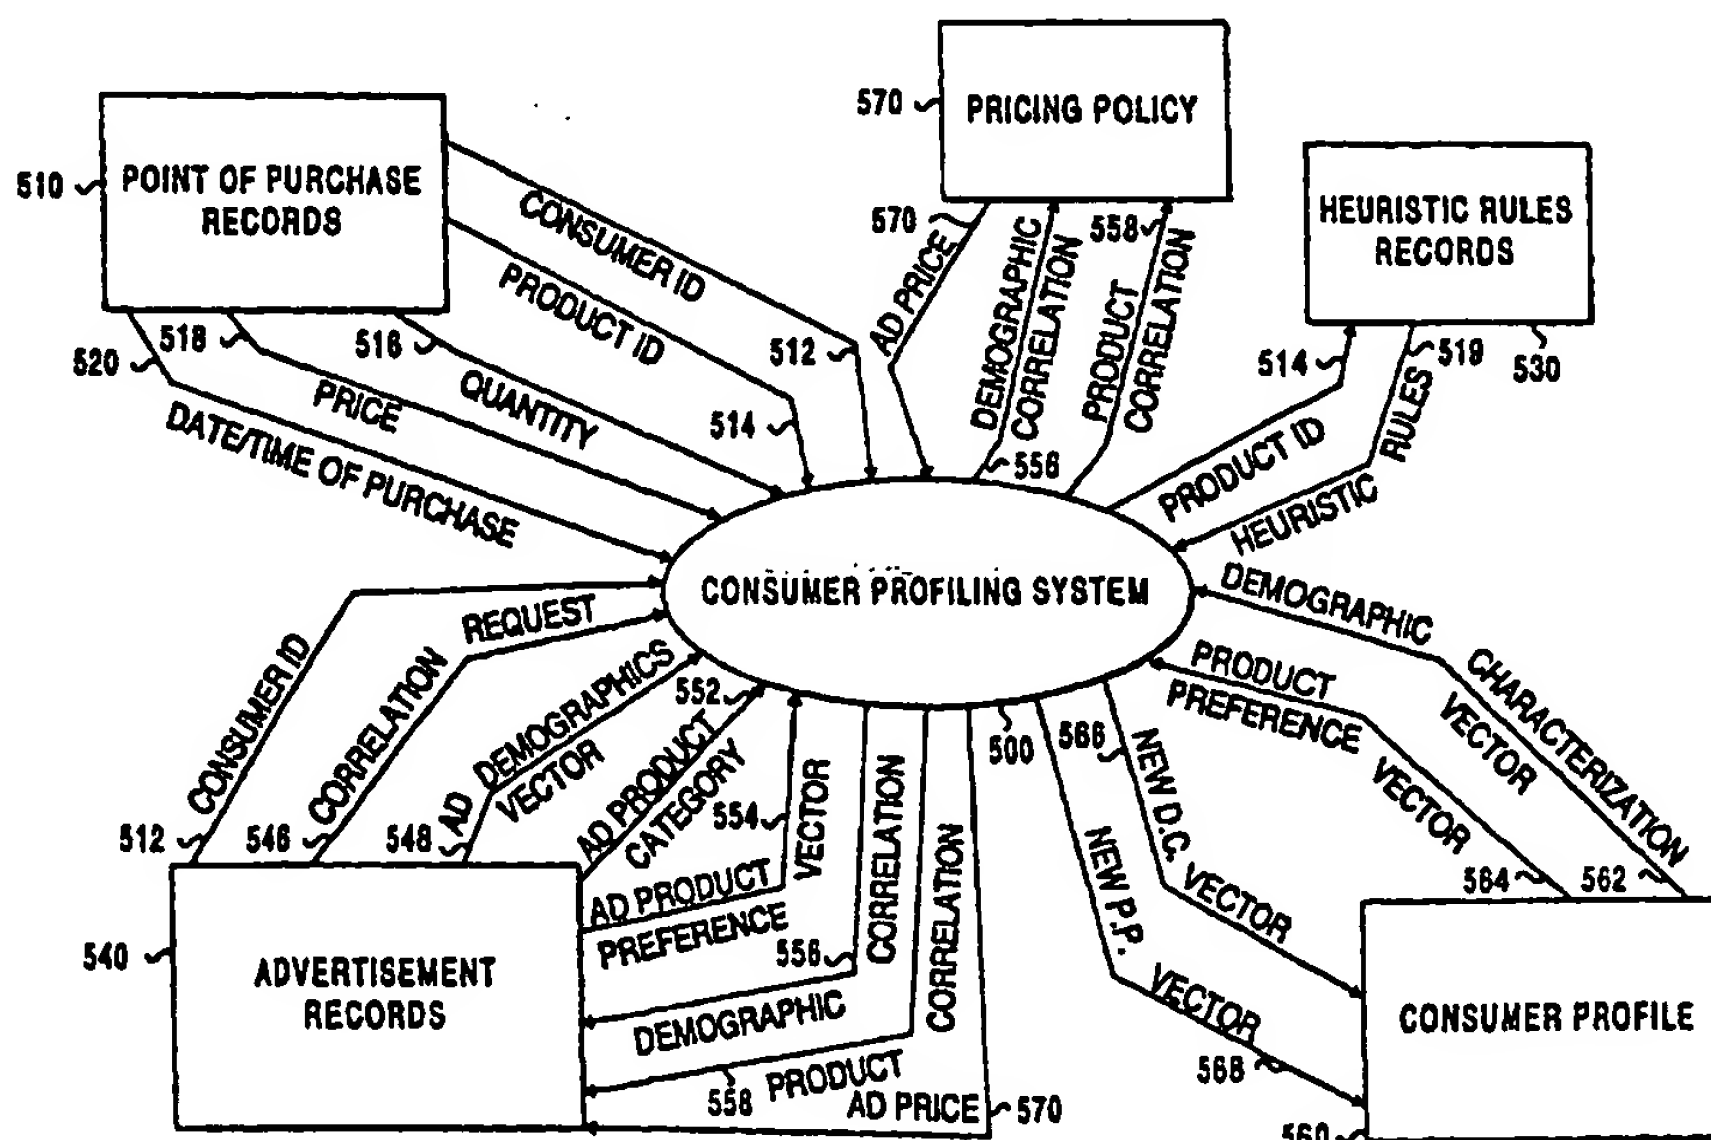 570
PRICING POLICY
510
POINT OF PURCHASE
RECORDS
HEURISTIC RULES
RECORDS
530
CONSUMER ID
512
PRODUCT ID
514
QUANTITY
516
PRICE
518
DATE/TIME OF PURCHASE
520
570
AD PRICE
DEMOGRAPHIC
CORRELATION
556
558
PRODUCT
CORRELATION
514
PRODUCT ID
519
HEURISTIC RULES
CONSUMER PROFILING SYSTEM
500
CONSUMER ID
512
CORRELATION REQUEST
546
AD DEMOGRAPHICS
VECTOR
548
552
AD PRODUCT
CATEGORY
554
AD PRODUCT VECTOR
PREFERENCE
556
CORRELATION
DEMOGRAPHIC
CORRELATION
558
PRODUCT
AD PRICE
570
566
NEW D.C. VECTOR
NEW P.P. VECTOR
568
DEMOGRAPHIC CHARACTERIZATION
VECTOR
562
PRODUCT
PREFERENCE VECTOR
564
540
ADVERTISEMENT
RECORDS
CONSUMER PROFILE
560